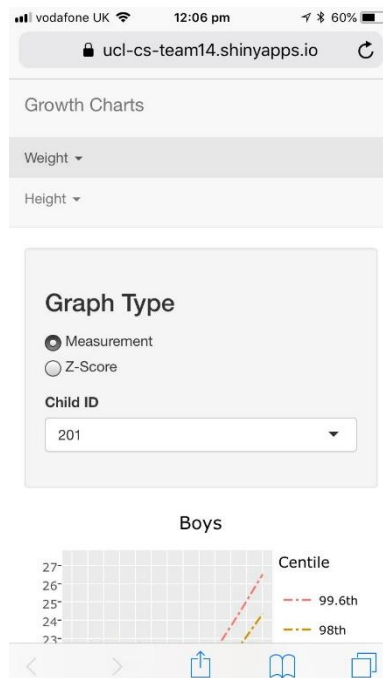 vodafone UK 12:06 pm 60%
ucl-cs-team14.shinyapps.io
Growth Charts
Weight
Height
Graph Type
Measurement
Z-Score
Child ID
201
Boys
27
Centile
26
25
99.6th
24
98th
23